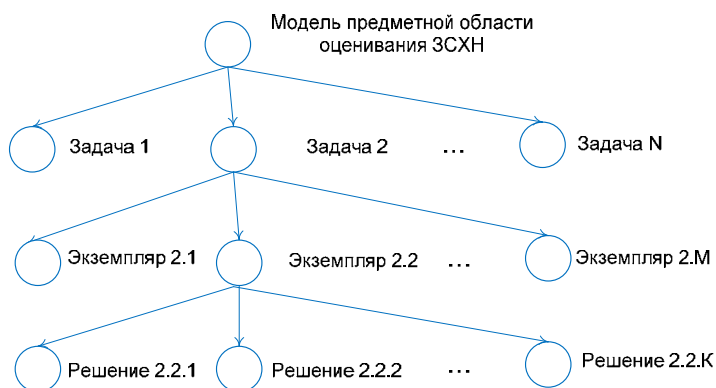 Модель предметной области
оценивания ЗСХН
Задача 1
Задача 2
...
Задача N
Экземпляр 2.1
Экземпляр 2.2
...
Экземпляр 2.М
Решение 2.2.1
Решение 2.2.2
...
Решение 2.2.К